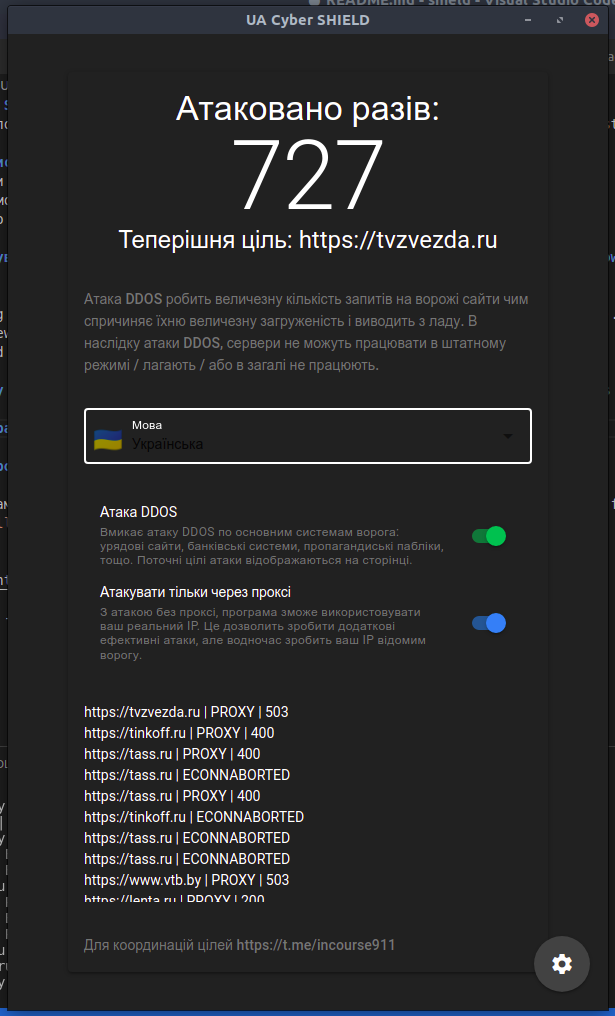 README.md - shield - Visual Studio Code
UA Cyber SHIELD
Атаковано разів:
727
Теперішня ціль: https://tvzvezda.ru
Атака DDOS робить величезну кількість запитів на ворожі сайти чим
спричиняє їхню величезну загруженість і виводить з ладу. В
наслідку атаки DDOS, сервери не можуть працювати в штатному
режимі / лагають / або в загалі не працюють.
Мова
Українська
Атака DDOS
Вмикає атаку DDOS по основним системам ворога:
урядові сайти, банківські системи, пропагандиські пабліки,
тощо. Поточні цілі атаки відображаються на сторінці.
Атакувати тільки через проксі
З атакою без проксі, програма зможе використовувати
ваш реальний IP. Це дозволить зробити додаткові
ефективні атаки, але водночас зробить ваш IP відомим
ворогу.
https://tvzvezda.ru | PROXY | 503
https://tinkoff.ru | PROXY | 400
https://tass.ru | PROXY | 400
https://tass.ru | ECONNABORTED
https://tass.ru | PROXY | 400
https://tinkoff.ru | ECONNABORTED
https://tass.ru | ECONNABORTED
https://tass.ru | ECONNABORTED
https://www.vtb.by | PROXY | 503
https://lenta.ru | PROXY | 200
Для координацій цілей https://t.me/incourse911